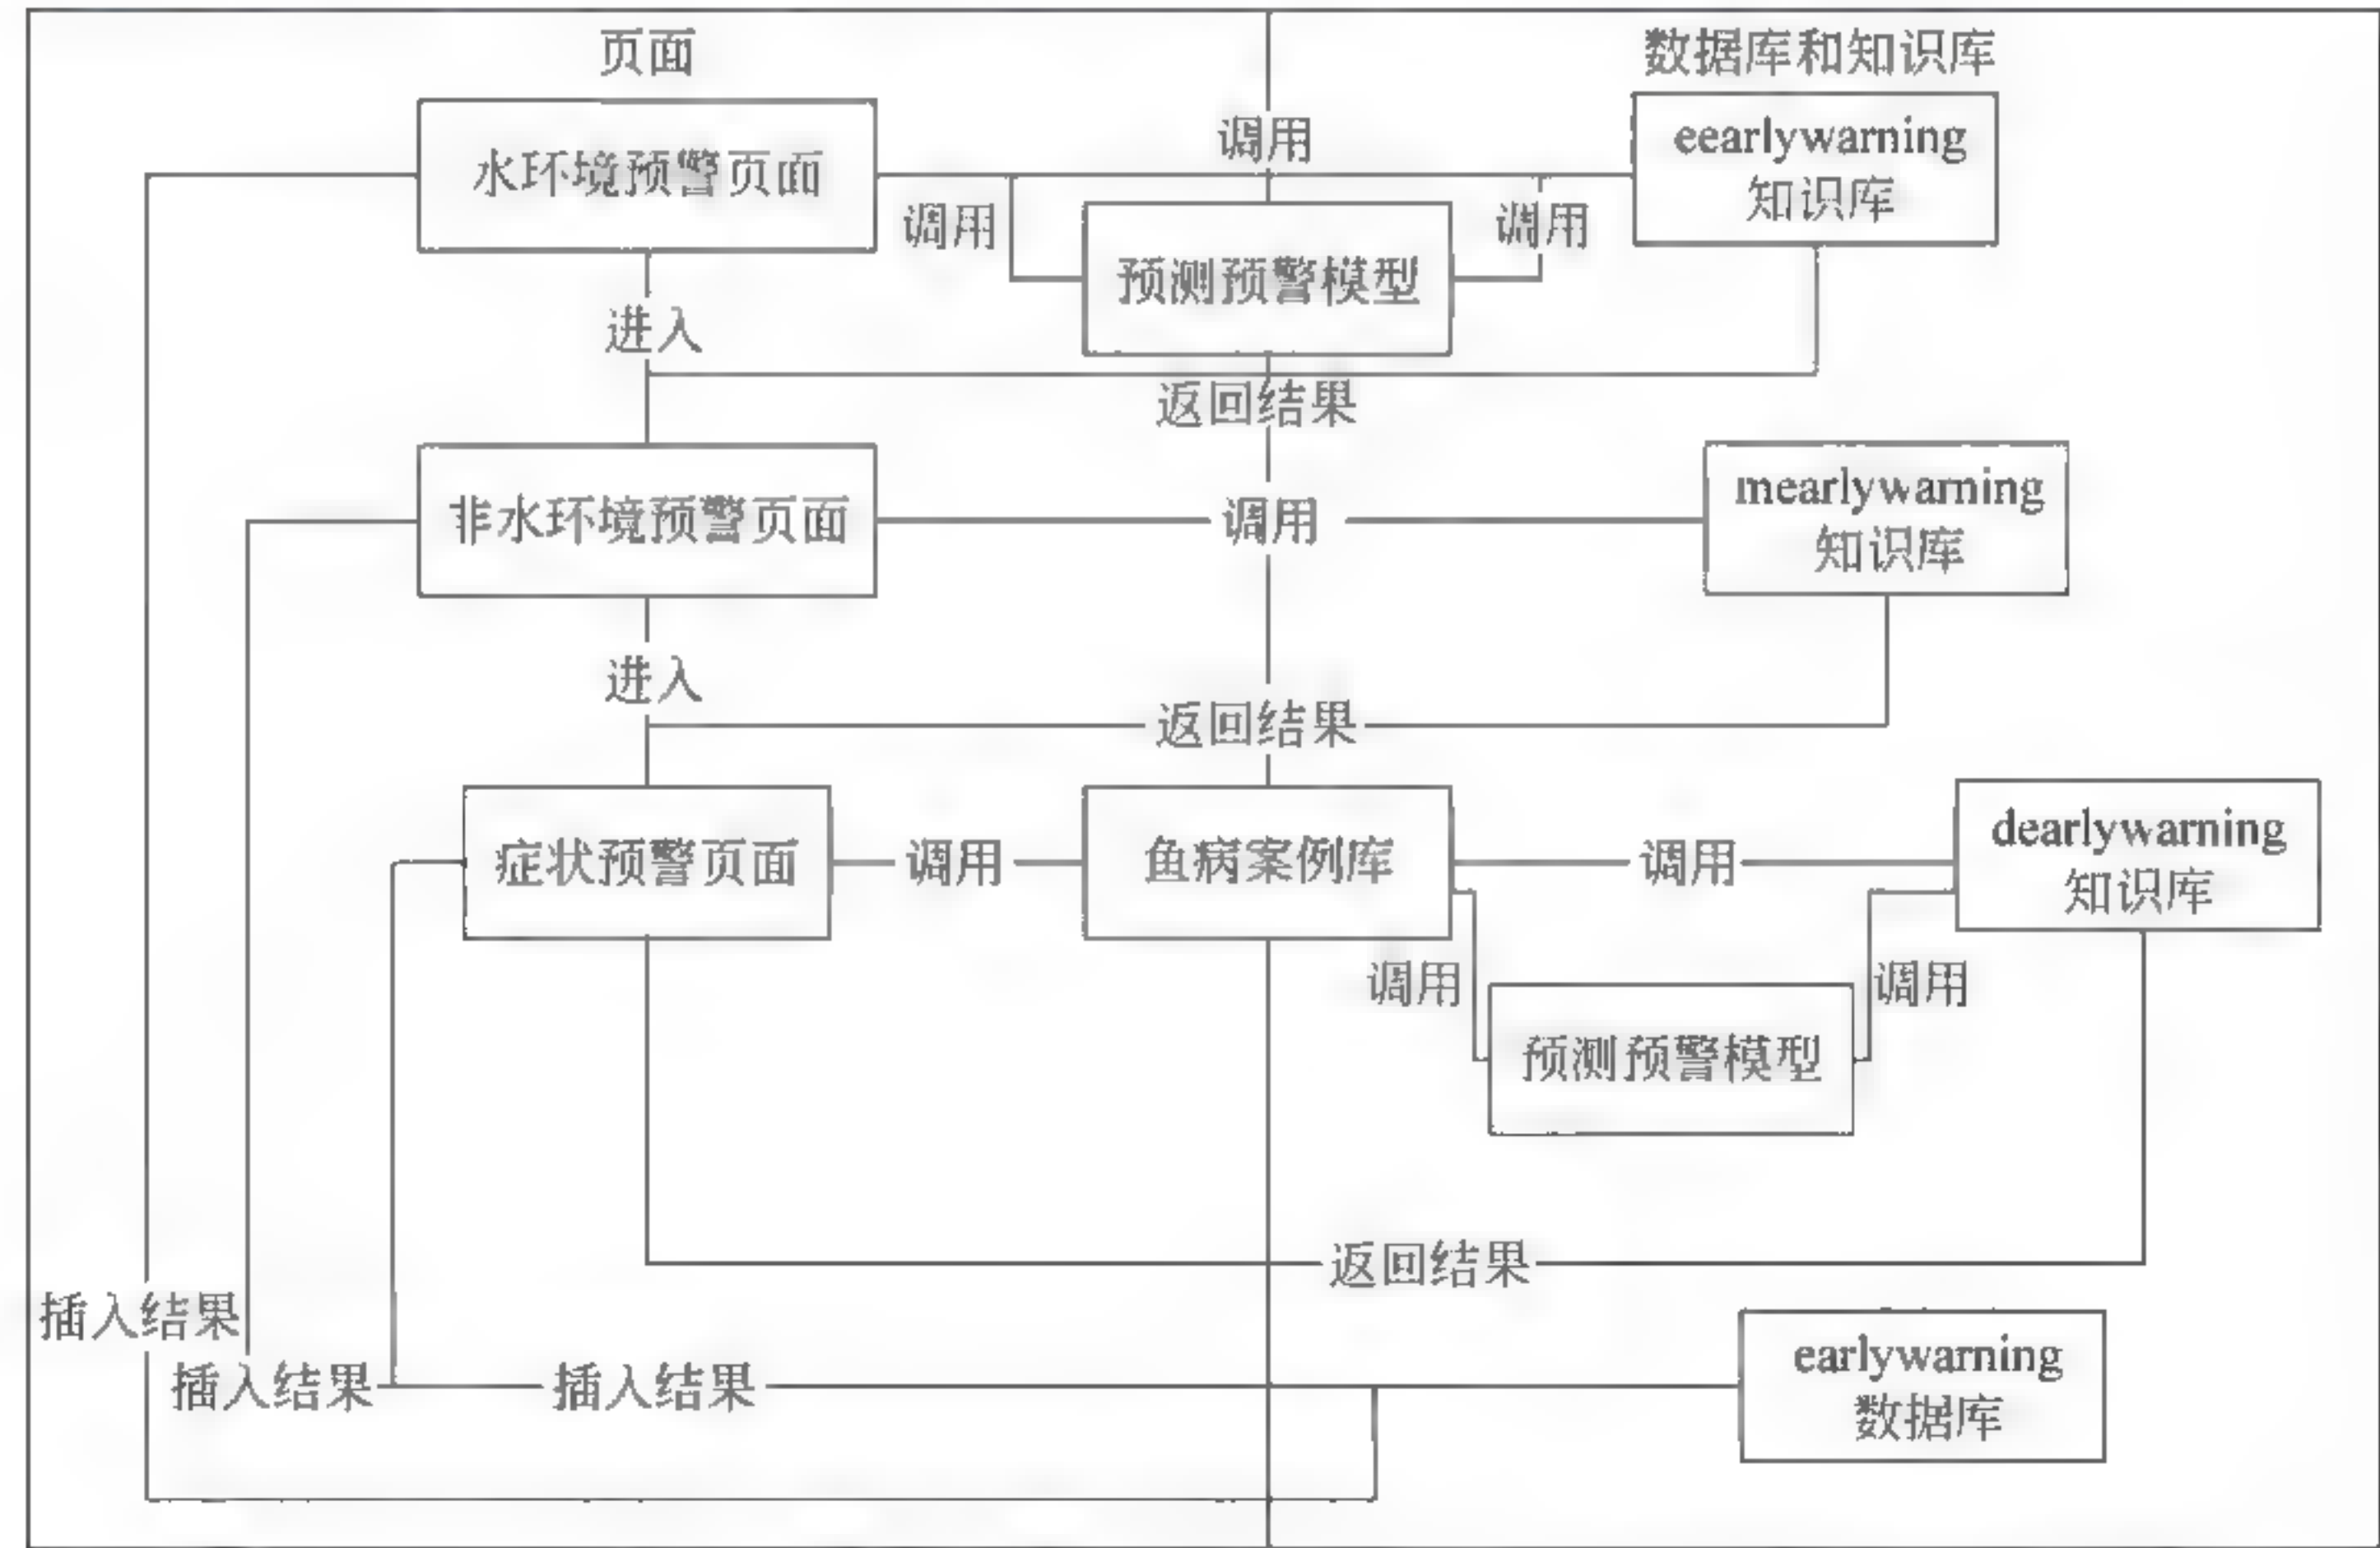 页面
数据库和知识库
调用
eearlywarning
知识库
水环境预警页面
调用
调用
预测预警模型
进入
返回结果
mearlywarning
知识库
非水环境预警页面
调用
进入
返回结果
dearlywarning
知识库
症状预警页面
调用
鱼病案例库
调用
调用
调用
预测预警模型
返回结果
插入结果
earlywarning
数据库
插入结果
插入结果